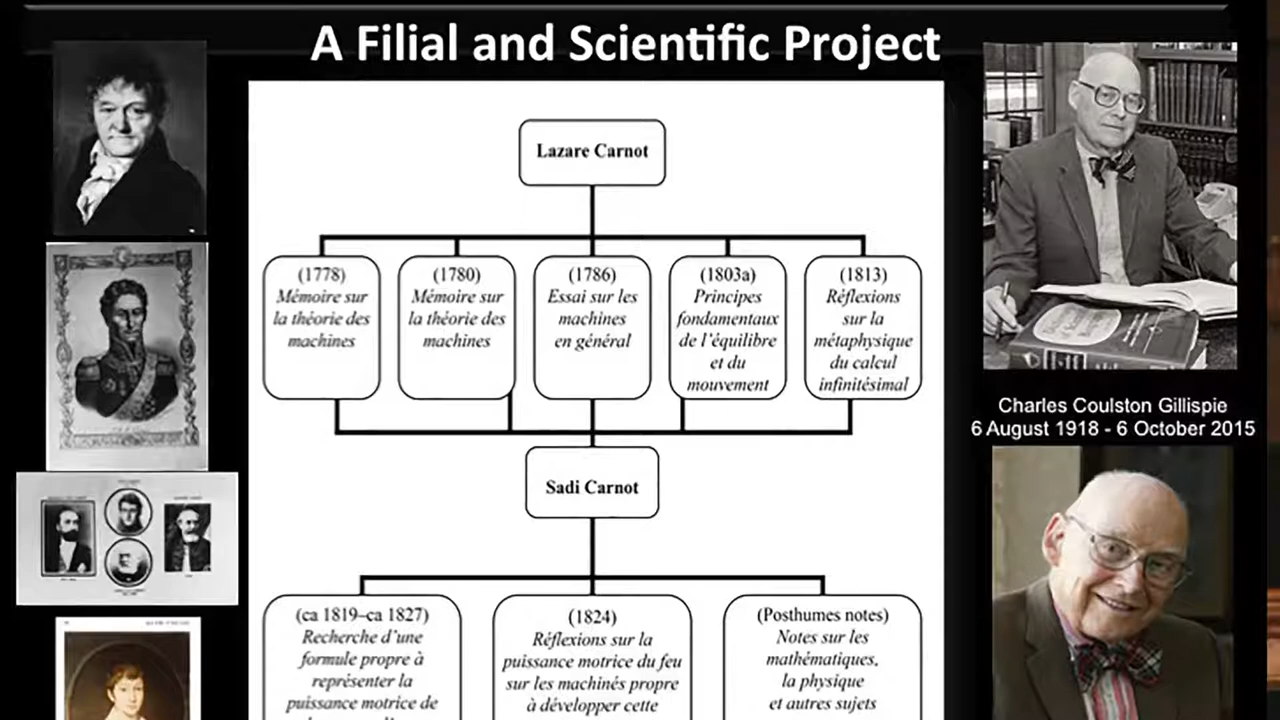 A Filial and Scientific Project
Lazare Carnot
(1778)
Mémoire sur
la théorie des
machines
(1780)
Mémoire sur
la théorie des
machines
(1786)
Essai sur les
machines
en général
(1803a)
Principes
fondamentaux
de l'équilibre
et du
mouvement
(1813)
Réflexions
sur la
métaphysique
du calcul
infinitésimal
Sadi Carnot
(ca 1819–ca 1827)
Recherche d'une
formule propre à
représenter la
puissance motrice de
(1824)
Réflexions sur la
puissance motrice du feu
sur les machinés propre
à développer cette
(Posthumes notes)
Notes sur les
mathématiques,
la physique
et autres sujets
Charles Coulston Gillispie
6 August 1918 - 6 October 2015